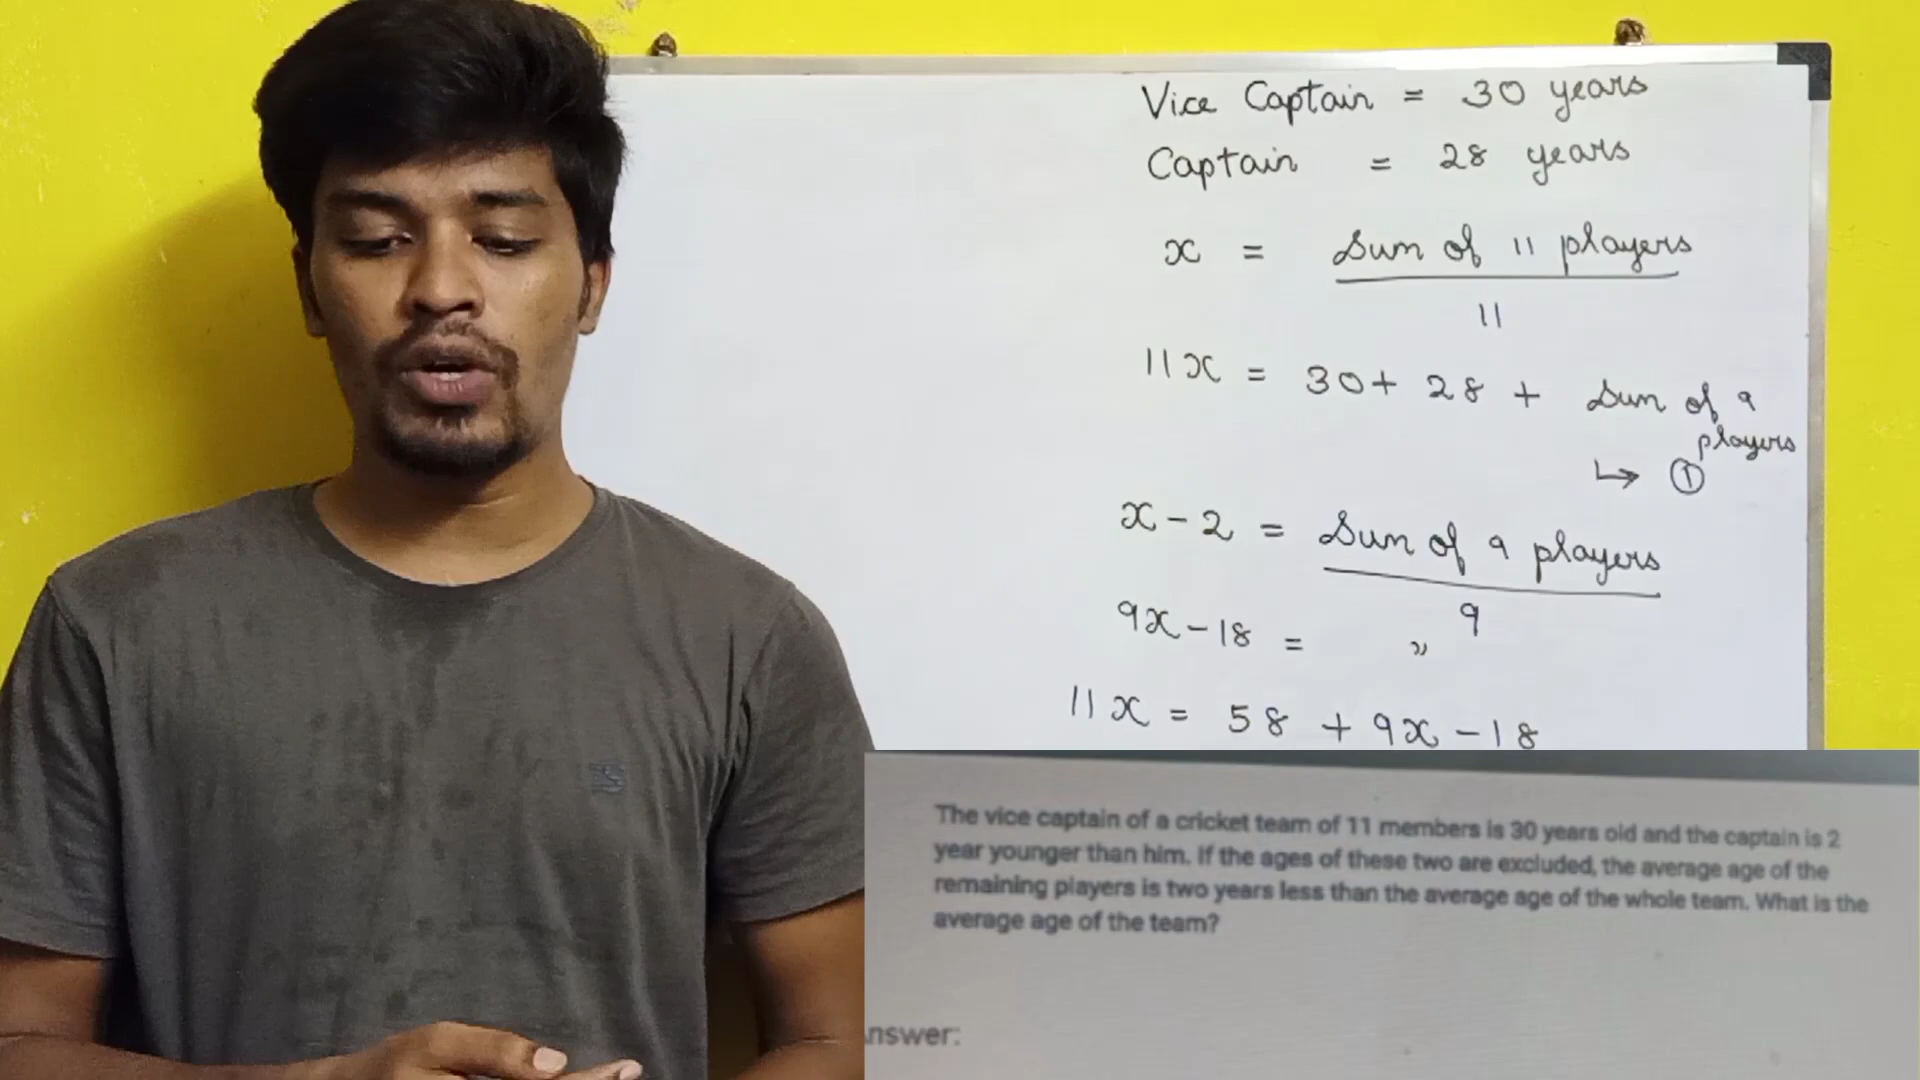 Vice Captain = 30 years
Captain = 28 years
x = Sum of 11 players
11
11x = 30 + 28 + Sum of 9
players
↳ ①
x - 2 = Sum of 9 players
9
9x - 18 = "
11x = 58 + 9x - 18
The vice captain of a cricket team of 11 members is 30 years old and the captain is 2
year younger than him. If the ages of these two are excluded, the average age of the
remaining players is two years less than the average age of the whole team. What is the
average age of the team?
nswer: